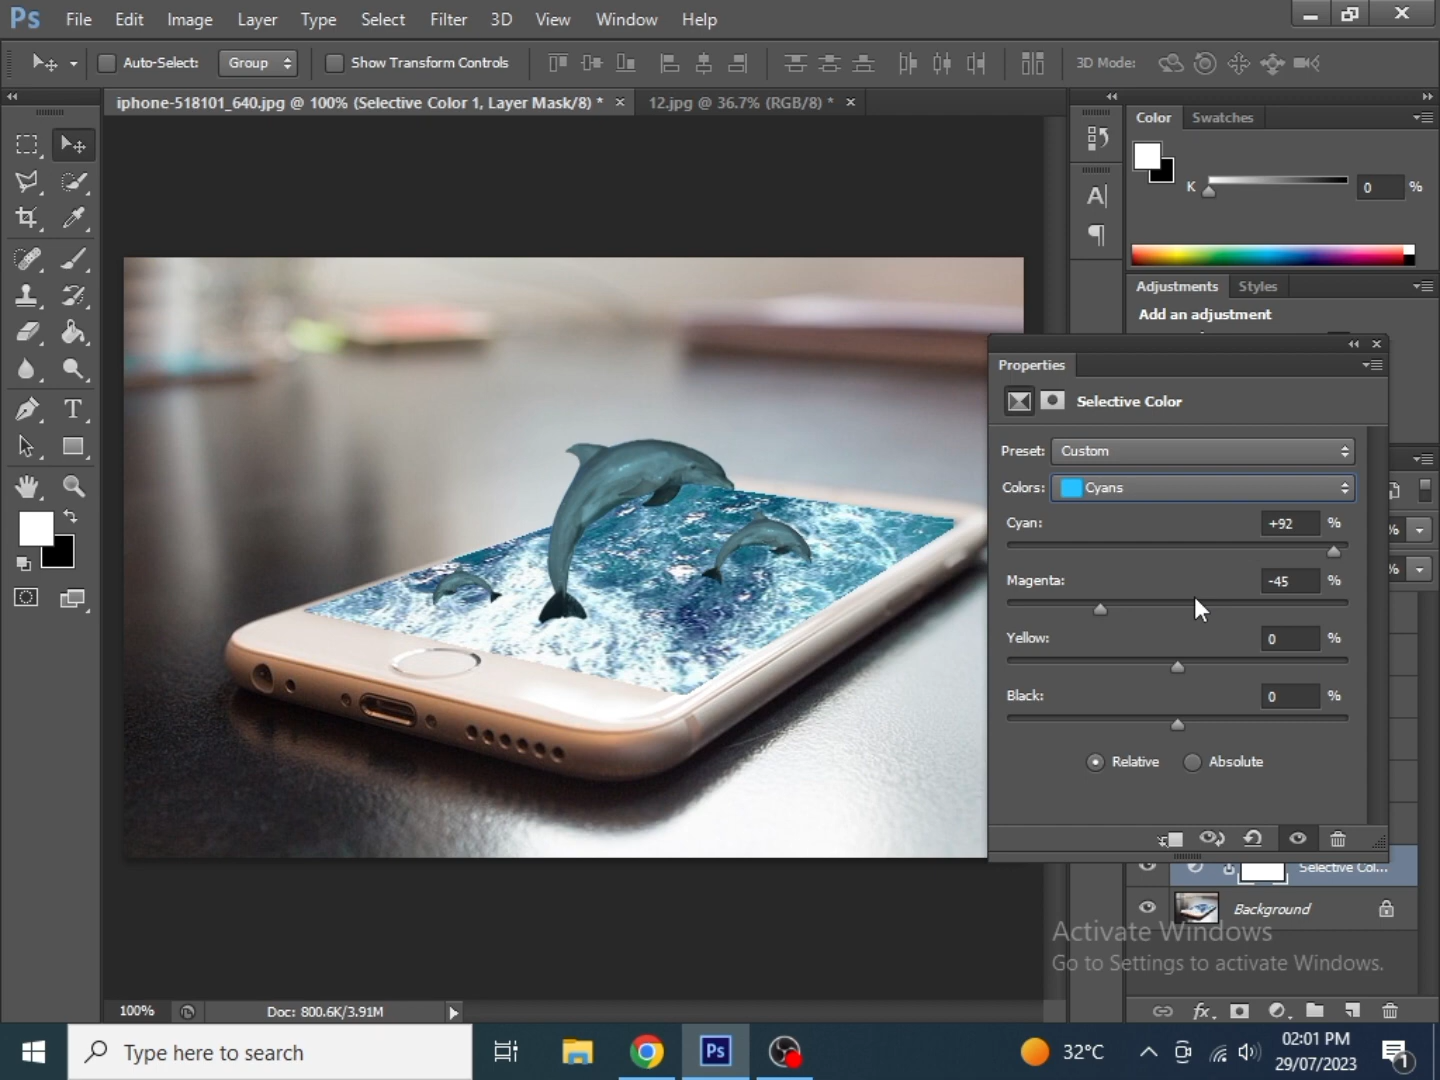 Ps File Edit Image Layer Type Select Filter 3D View Window Help
Auto-Select: Group Show Transform Controls 3D Mode:
iphone-518101_640.jpg @ 100% (Selective Color 1, Layer Mask/8) * 12.jpg @ 36.7% (RGB/8) *
Color Swatches
K 0 %
Adjustments Styles
Add an adjustment
Properties
Selective Color
Preset: Custom
Colors: Cyans
Cyan: +92 %
Magenta: -45 %
Yellow: 0 %
Black: 0 %
Relative Absolute
Selective Col...
Background
Activate Windows
Go to Settings to activate Windows.
100% Doc: 800.6K/3.91M
Type here to search
Ps
32°C
02:01 PM
29/07/2023
1